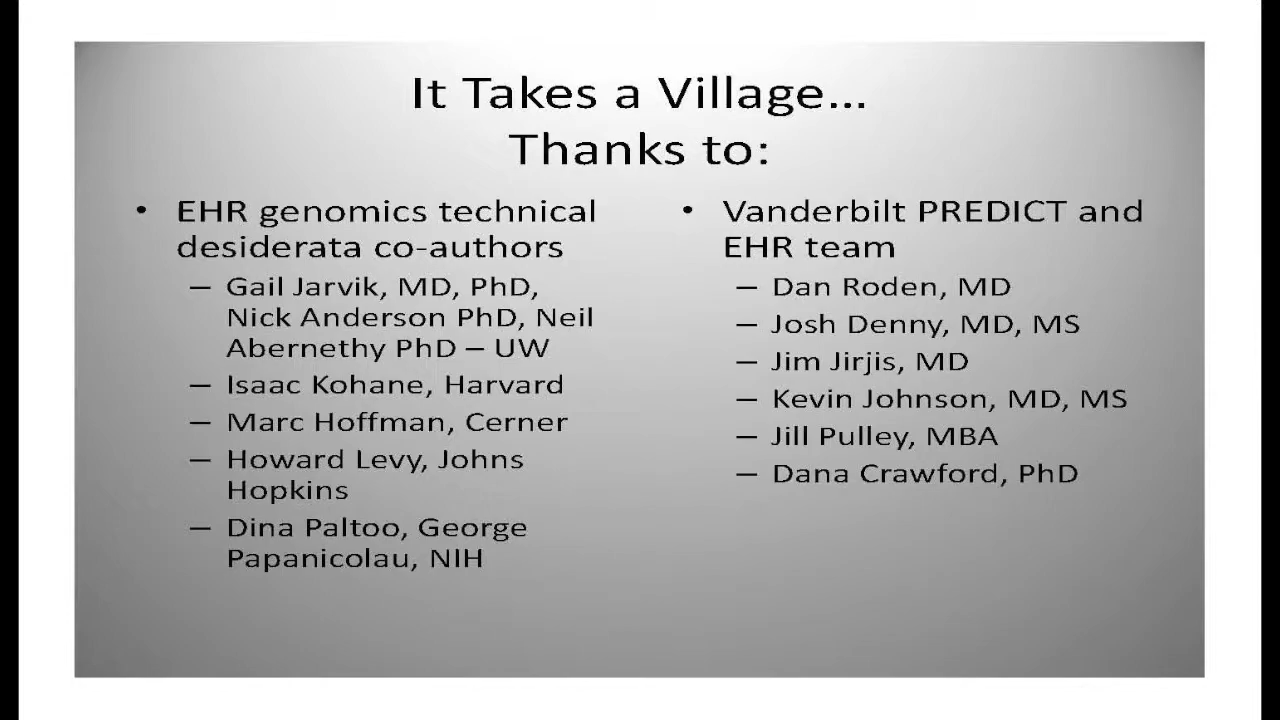 It Takes a Village...
Thanks to:
• EHR genomics technical
desiderata co-authors
– Gail Jarvik, MD, PhD,
Nick Anderson PhD, Neil
Abernethy PhD – UW
– Isaac Kohane, Harvard
– Marc Hoffman, Cerner
– Howard Levy, Johns
Hopkins
– Dina Paltoo, George
Papanicolau, NIH
• Vanderbilt PREDICT and
EHR team
– Dan Roden, MD
– Josh Denny, MD, MS
– Jim Jirjis, MD
– Kevin Johnson, MD, MS
– Jill Pulley, MBA
– Dana Crawford, PhD